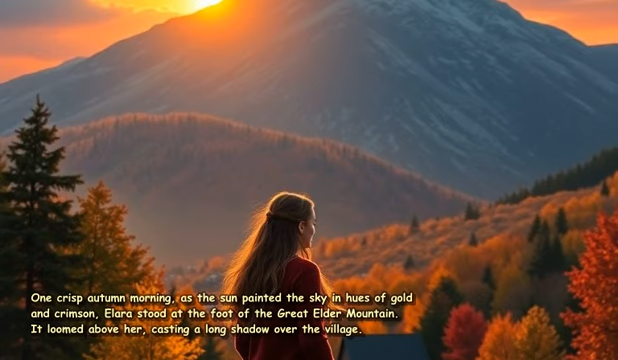 One crisp autumn morning, as the sun painted the sky in hues of gold
and crimson, Elara stood at the foot of the Great Elder Mountain.
It loomed above her, casting a long shadow over the village.